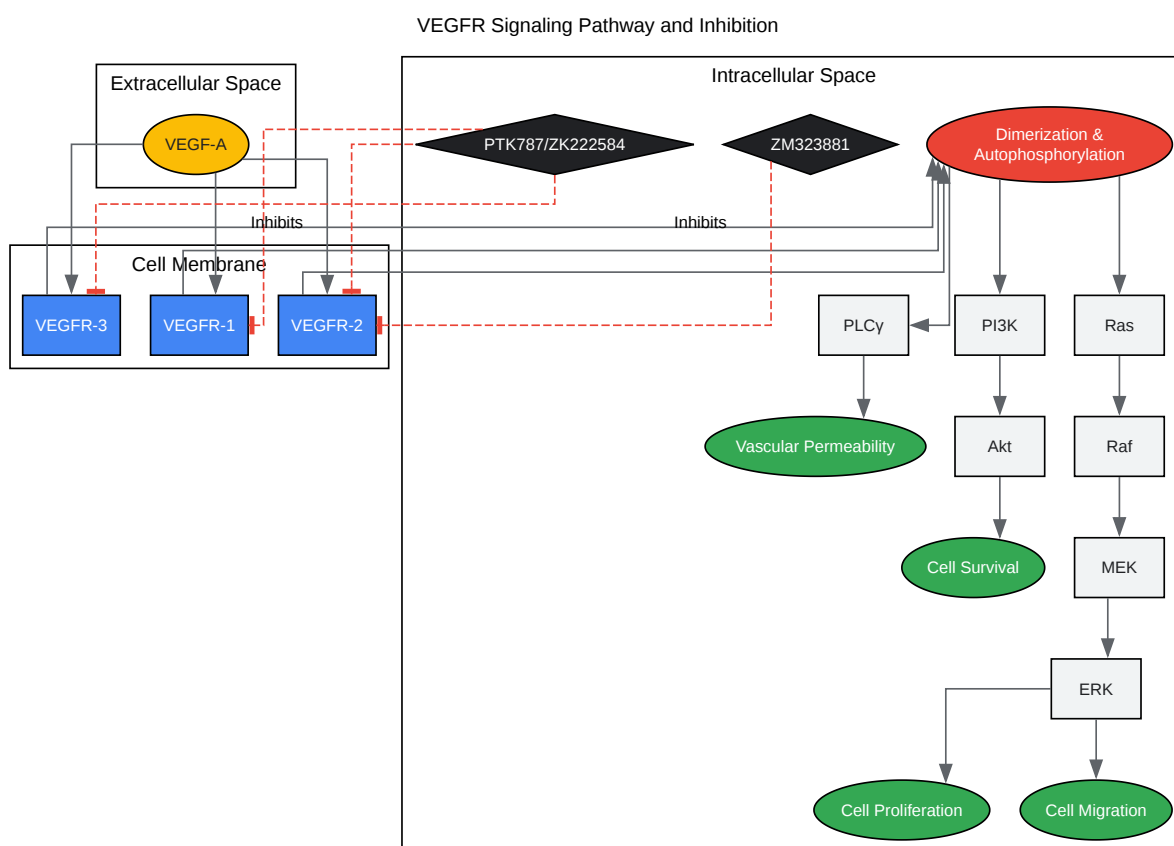 VEGFR Signaling Pathway and Inhibition
Extracellular Space
Intracellular Space
VEGF-A
PTK787/ZK222584
ZM323881
Dimerization &
Autophosphorylation
Inhibits
Inhibits
Cell Membrane
VEGFR-3
VEGFR-1
VEGFR-2
PLCγ
PI3K
Ras
Vascular Permeability
Akt
Raf
Cell Survival
MEK
ERK
Cell Proliferation
Cell Migration